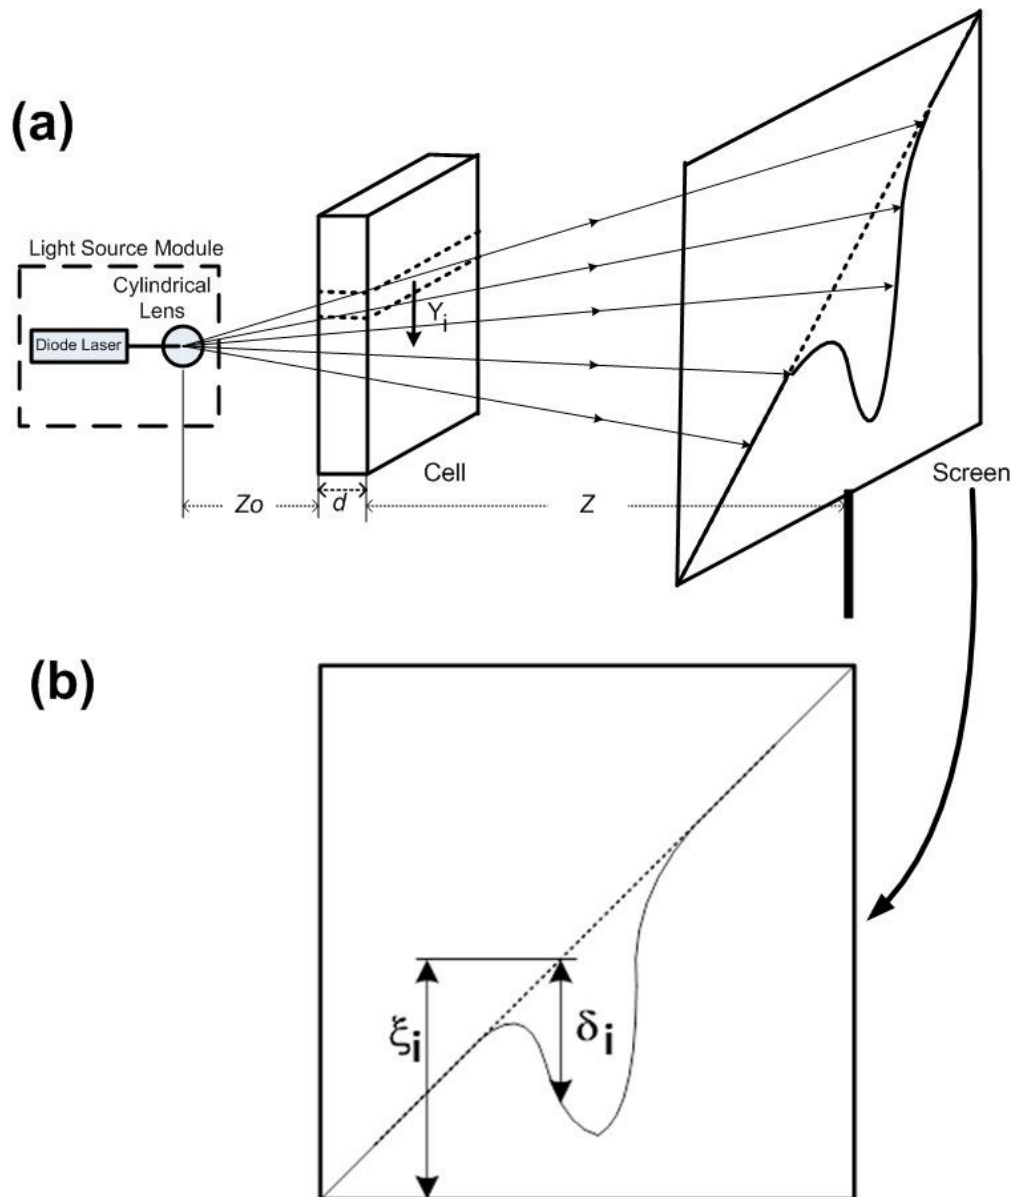 (a)
Light Source Module
Cylindrical
Lens
Diode Laser
Yi
Cell
Screen
Zo
d
Z
(b)
ξi
δi